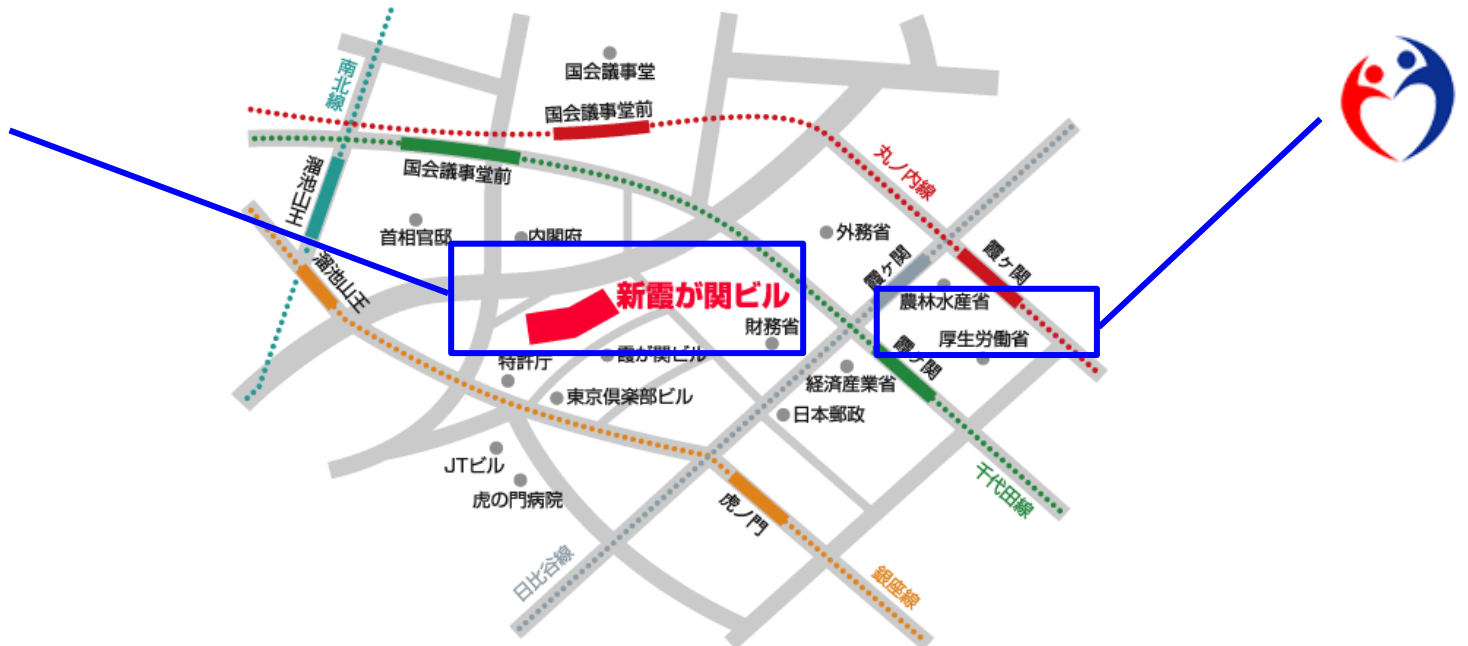 国会議事堂
南北線
国会議事堂前
国会議事堂前
丸ノ内線
溜池山王
首相官邸
内閣府
外務省
霞ヶ関
霞ヶ関
溜池山王
新霞が関ビル
農林水産省
財務省
厚生労働省
特許庁
霞が関ビル
霞ヶ関
経済産業省
東京倶楽部ビル
日本郵政
JTビル
虎の門病院
虎ノ門
千代田線
日比谷線
銀座線